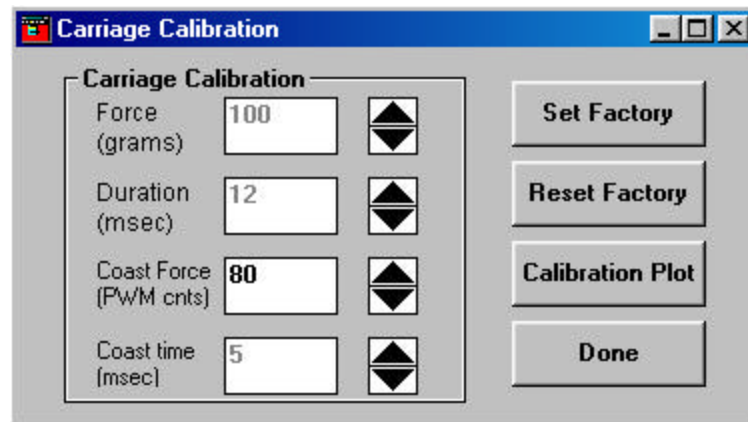 Carriage Calibration
Carriage Calibration
Force
(grams)
100
Duration
(msec)
12
Coast Force
(PWM cnts)
80
Coast time
(msec)
5
Set Factory
Reset Factory
Calibration Plot
Done